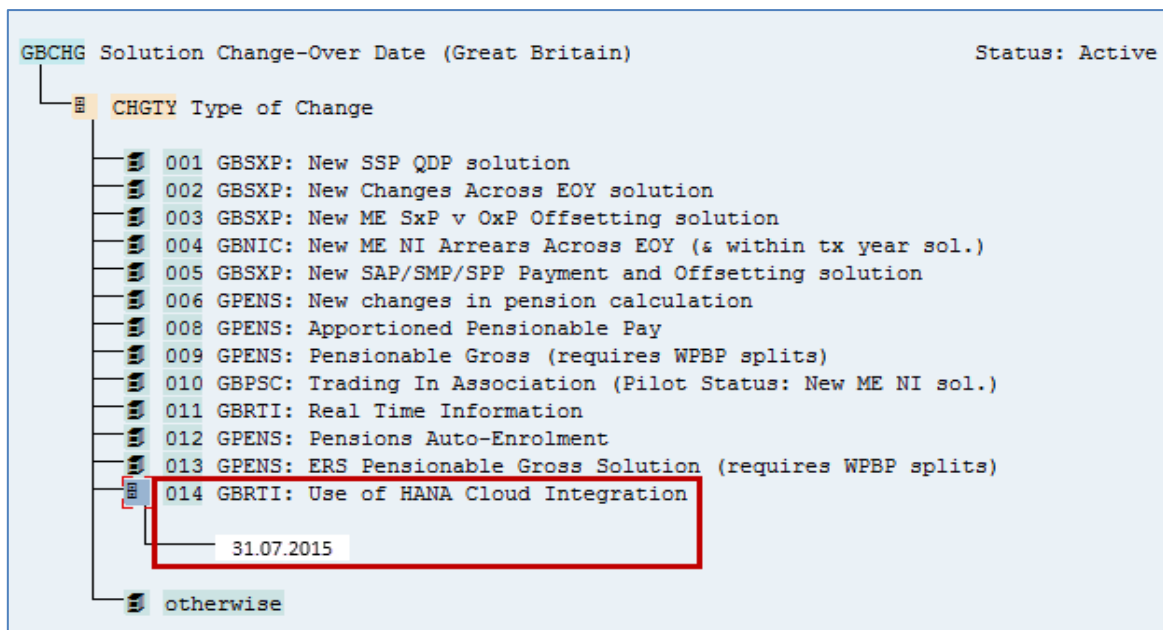 GBCHG Solution Change-Over Date (Great Britain) Status: Active
CHGTY Type of Change
001 GBSXP: New SSP QDP solution
002 GBSXP: New Changes Across EOY solution
003 GBSXP: New ME SxP v OxP Offsetting solution
004 GBNIC: New ME NI Arrears Across EOY (& within tx year sol.)
005 GBSXP: New SAP/SMP/SPP Payment and Offsetting solution
006 GPENS: New changes in pension calculation
008 GPENS: Apportioned Pensionable Pay
009 GPENS: Pensionable Gross (requires WPBP splits)
010 GBPSC: Trading In Association (Pilot Status: New ME NI sol.)
011 GBRTI: Real Time Information
012 GPENS: Pensions Auto-Enrolment
013 GPENS: ERS Pensionable Gross Solution (requires WPBP splits)
014 GBRTI: Use of HANA Cloud Integration
31.07.2015
otherwise